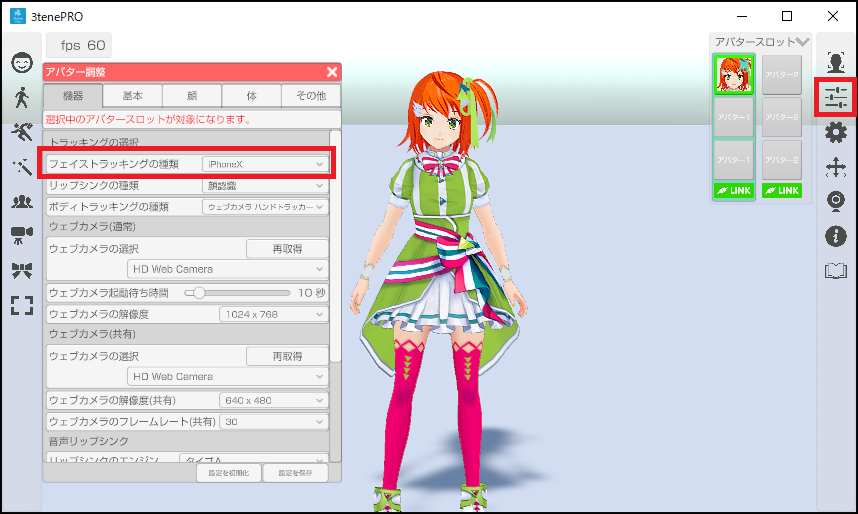 3tenePRO
fps 60
アバター調整
機器 基本 顔 体 その他
選択中のアバタースロットが対象になります。
トラッキングの選択
フェイストラッキングの種類 iPhoneX
リップシンクの種類 顔認識
ボディトラッキングの種類 ウェブカメラ ハンドトラッカー
ウェブカメラ(通常)
ウェブカメラの選択 再取得
HD Web Camera
ウェブカメラ起動待ち時間 10 秒
ウェブカメラの解像度 1024 x 768
ウェブカメラ(共有)
ウェブカメラの選択 再取得
HD Web Camera
ウェブカメラの解像度(共有) 640 x 480
ウェブカメラのフレームレート(共有) 30
音声リップシンク
リップシンクのエンジン タイプA
設定を初期化 設定を保存
アバタースロット
アバター2
アバター1 アバター2
アバター1 アバター2
LINK LINK